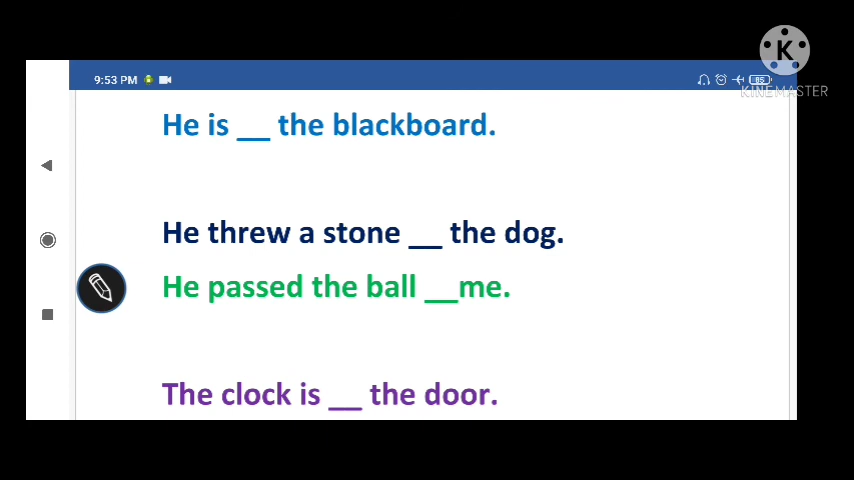 K
KINEMASTER
9:53 PM
85
He is __ the blackboard.
He threw a stone __ the dog.
He passed the ball __me.
The clock is __ the door.